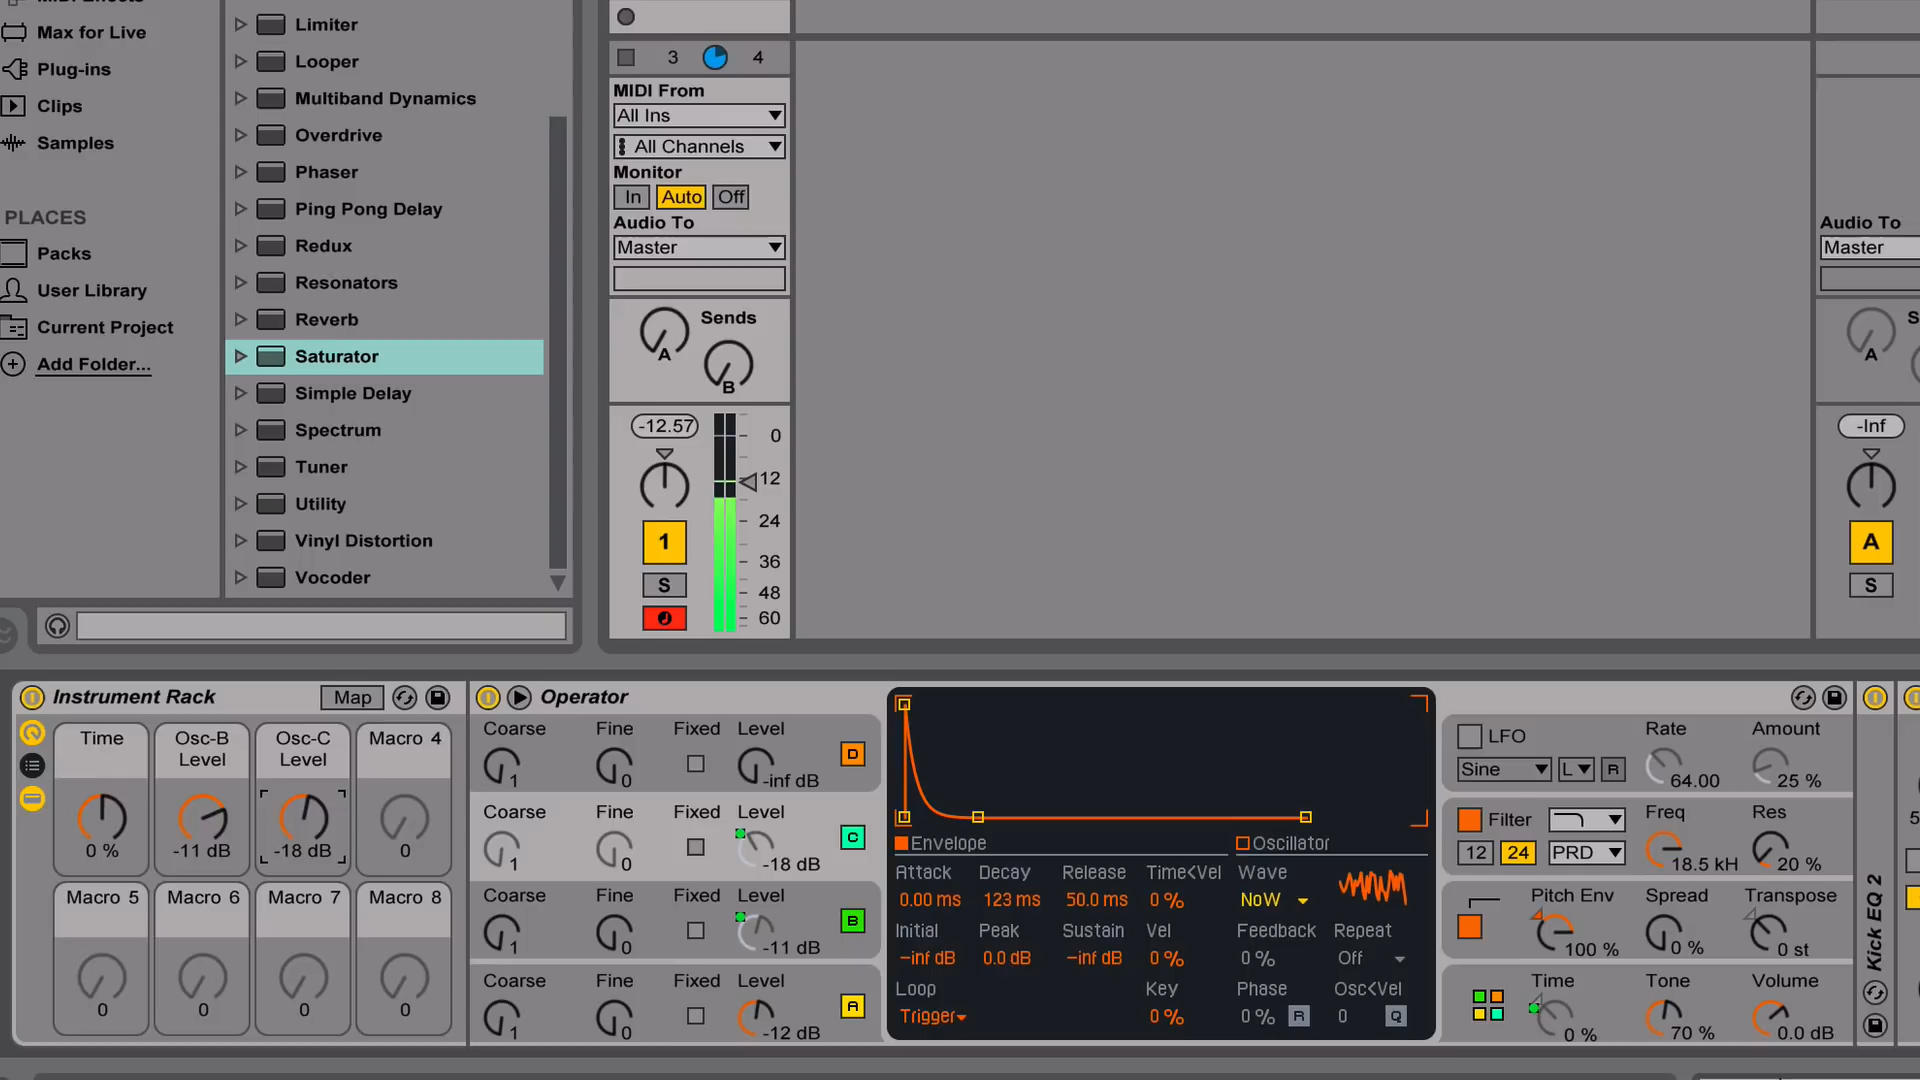 MIDI Effects
Max for Live
Plug-ins
Clips
Samples
PLACES
Packs
User Library
Current Project
Add Folder...
Limiter
Looper
Multiband Dynamics
Overdrive
Phaser
Ping Pong Delay
Redux
Resonators
Reverb
Saturator
Simple Delay
Spectrum
Tuner
Utility
Vinyl Distortion
Vocoder
3 4
MIDI From
All Ins
All Channels
Monitor
In Auto Off
Audio To
Master
Sends
A
B
-12.57
0
12
24
36
48
60
1
S
Audio To
Master
S
A
-Inf
A
S
Instrument Rack Map
Time
0 %
Osc-B Level
-11 dB
Osc-C Level
-18 dB
Macro 4
0
Macro 5
0
Macro 6
0
Macro 7
0
Macro 8
0
Operator
Coarse Fine Fixed Level
1 0 -inf dB D
Coarse Fine Fixed Level
1 0 -18 dB C
Coarse Fine Fixed Level
1 0 -11 dB B
Coarse Fine Fixed Level
1 0 -12 dB A
Envelope Oscillator
Attack Decay Release Time<Vel Wave
0.00 ms 123 ms 50.0 ms 0 % NoW
Initial Peak Sustain Vel Feedback Repeat
-inf dB 0.0 dB -inf dB 0 % 0 % Off
Loop Key Phase Osc<Vel
Trigger 0 % 0 % R 0 Q
LFO Rate Amount
Sine L R 64.00 25 %
Filter Freq Res
12 24 PRD 18.5 kH 20 %
Pitch Env Spread Transpose
100 % 0 % 0 st
Time Tone Volume
0 % 70 % 0.0 dB
Kick EQ 2